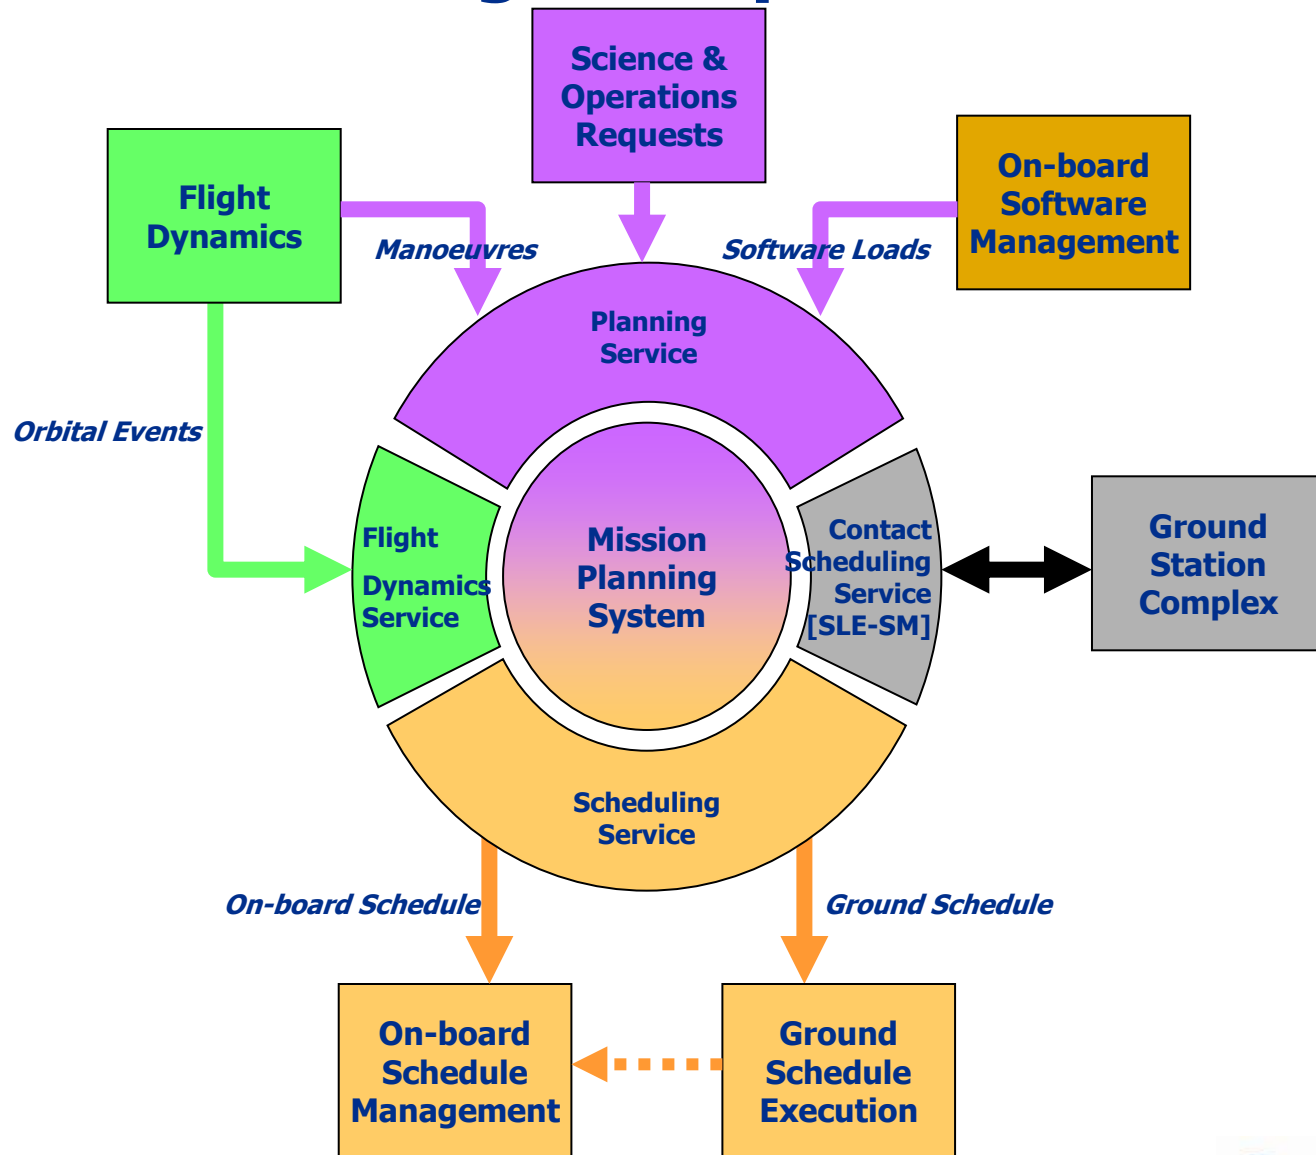 Science &
Operations
Requests
Flight
Dynamics
On-board
Software
Management
Manoeuvres
Software Loads
Planning
Service
Orbital Events
Flight
Dynamics
Service
Mission
Planning
System
Contact
Scheduling
Service
[SLE-SM]
Ground
Station
Complex
Scheduling
Service
On-board Schedule
Ground Schedule
On-board
Schedule
Management
Ground
Schedule
Execution